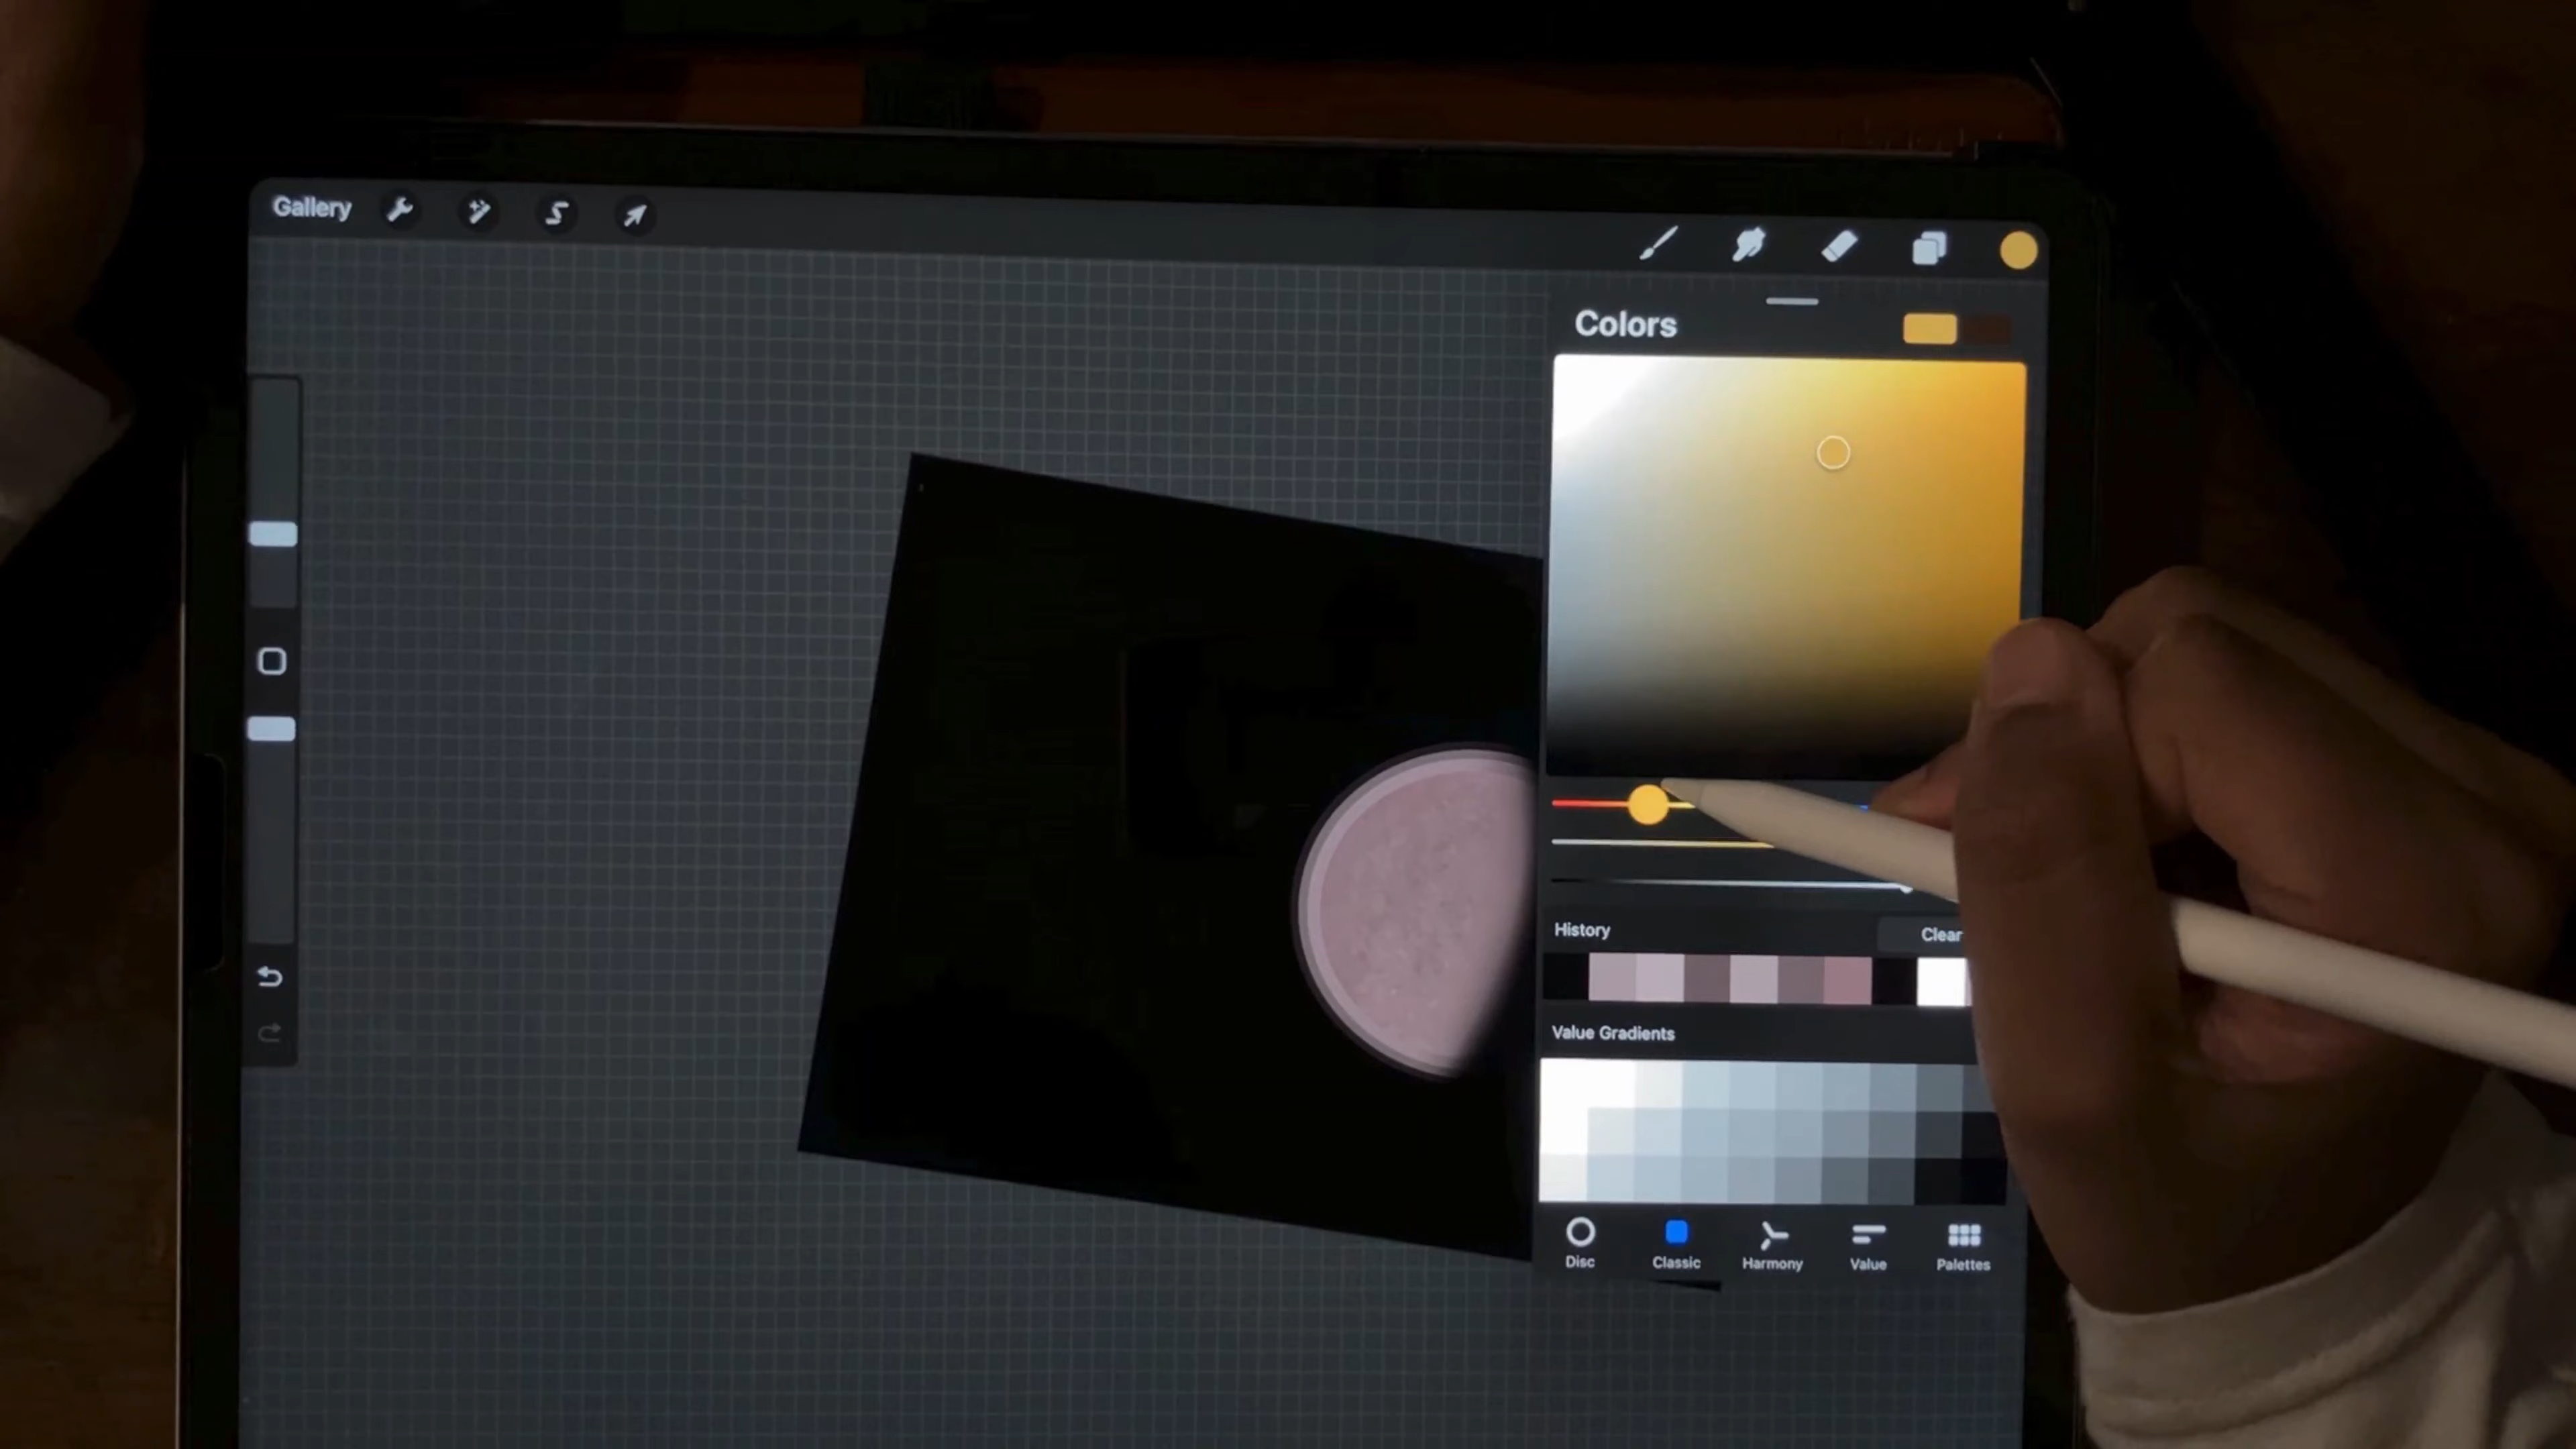 Gallery
Colors
History
Clear
Value Gradients
Disc
Classic
Harmony
Value
Palettes